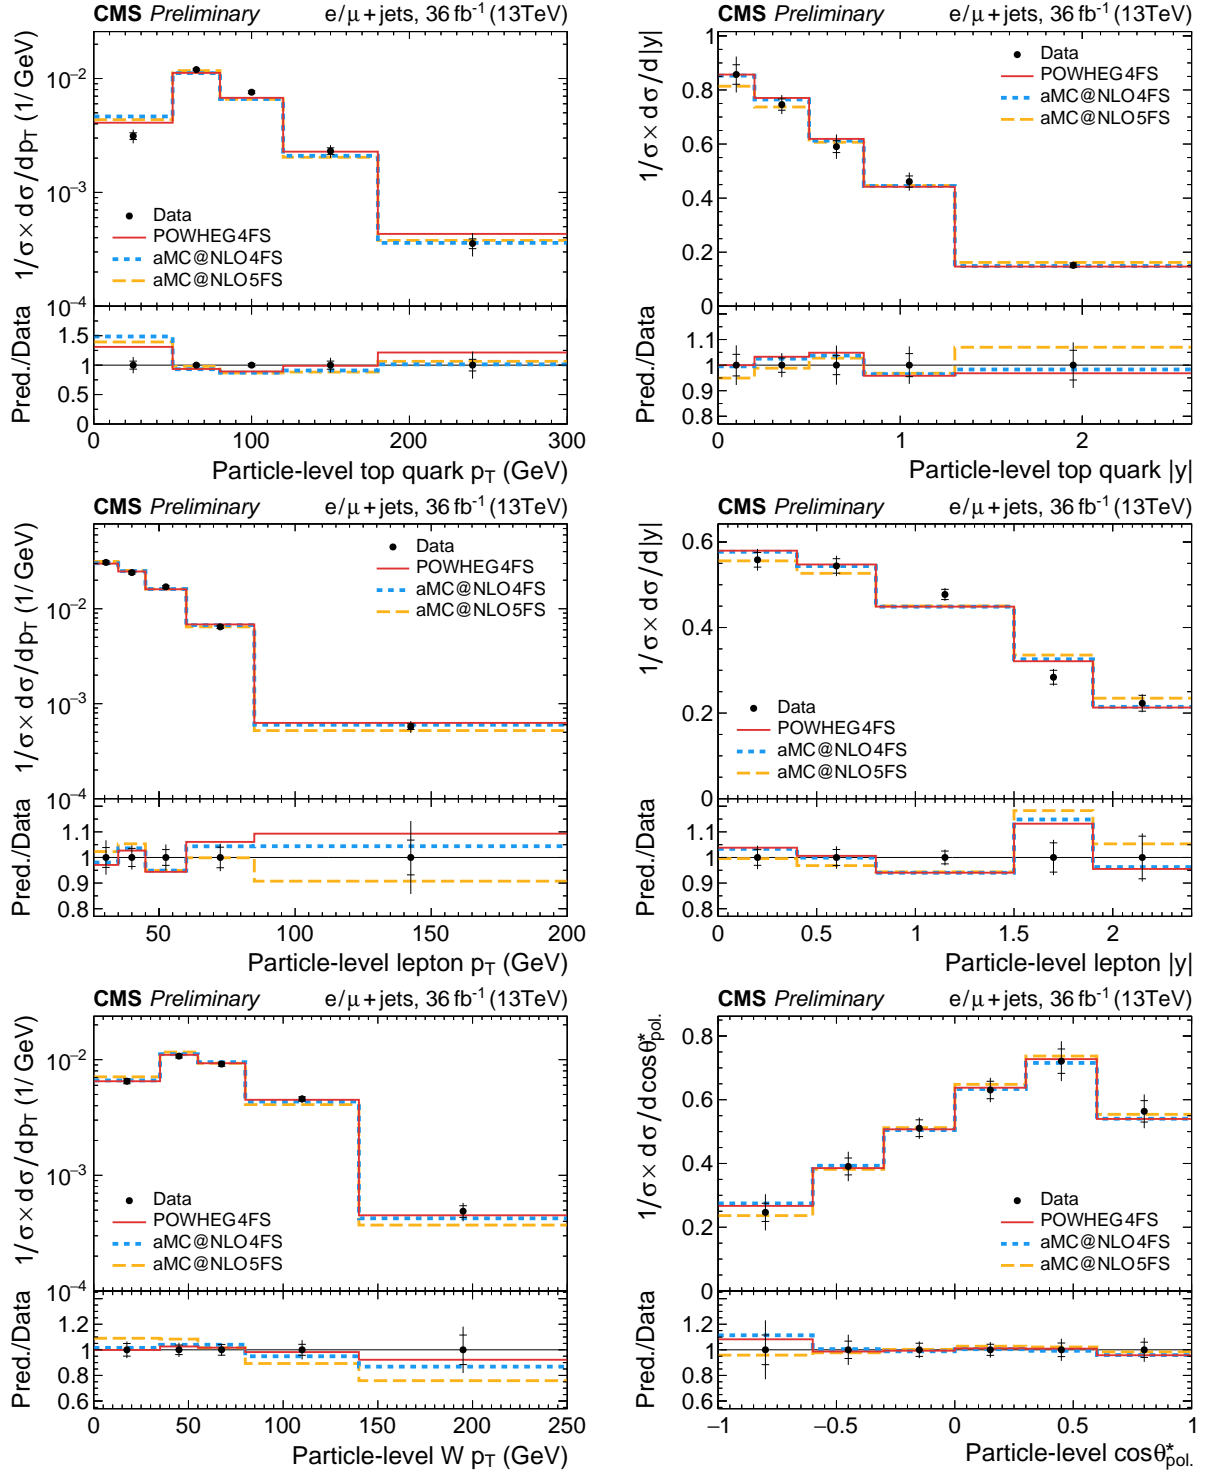 CMS Preliminary e/μ+jets, 36 fb⁻¹ (13TeV)
1/σ× dσ/dp_T (1/ GeV)
10⁻²
10⁻³
10⁻⁴
Data
POWHEG4FS
aMC@NLO4FS
aMC@NLO5FS
Pred./Data
1.5
1
0.5
0
0 100 200 300
Particle-level top quark p_T (GeV)
CMS Preliminary e/μ+jets, 36 fb⁻¹ (13TeV)
1/σ× dσ/d|y|
1
0.8
0.6
0.4
0.2
0
Data
POWHEG4FS
aMC@NLO4FS
aMC@NLO5FS
Pred./Data
1.1
1
0.9
0.8
0 1 2
Particle-level top quark |y|
CMS Preliminary e/μ+jets, 36 fb⁻¹ (13TeV)
1/σ× dσ/dp_T (1/ GeV)
10⁻²
10⁻³
10⁻⁴
Data
POWHEG4FS
aMC@NLO4FS
aMC@NLO5FS
Pred./Data
1.1
1
0.9
0.8
50 100 150 200
Particle-level lepton p_T (GeV)
CMS Preliminary e/μ+jets, 36 fb⁻¹ (13TeV)
1/σ× dσ/d|y|
0.6
0.4
0.2
0
Data
POWHEG4FS
aMC@NLO4FS
aMC@NLO5FS
Pred./Data
1.1
1
0.9
0.8
0 0.5 1 1.5 2
Particle-level lepton |y|
CMS Preliminary e/μ+jets, 36 fb⁻¹ (13TeV)
1/σ× dσ/dp_T (1/ GeV)
10⁻²
10⁻³
10⁻⁴
Data
POWHEG4FS
aMC@NLO4FS
aMC@NLO5FS
Pred./Data
1.2
1
0.8
0.6
0 50 100 150 200 250
Particle-level W p_T (GeV)
CMS Preliminary e/μ+jets, 36 fb⁻¹ (13TeV)
1/σ× dσ/dcosθ*_pol.
0.8
0.6
0.4
0.2
0
Data
POWHEG4FS
aMC@NLO4FS
aMC@NLO5FS
Pred./Data
1.2
1
0.8
0.6
−1 −0.5 0 0.5 1
Particle-level cosθ*_pol.